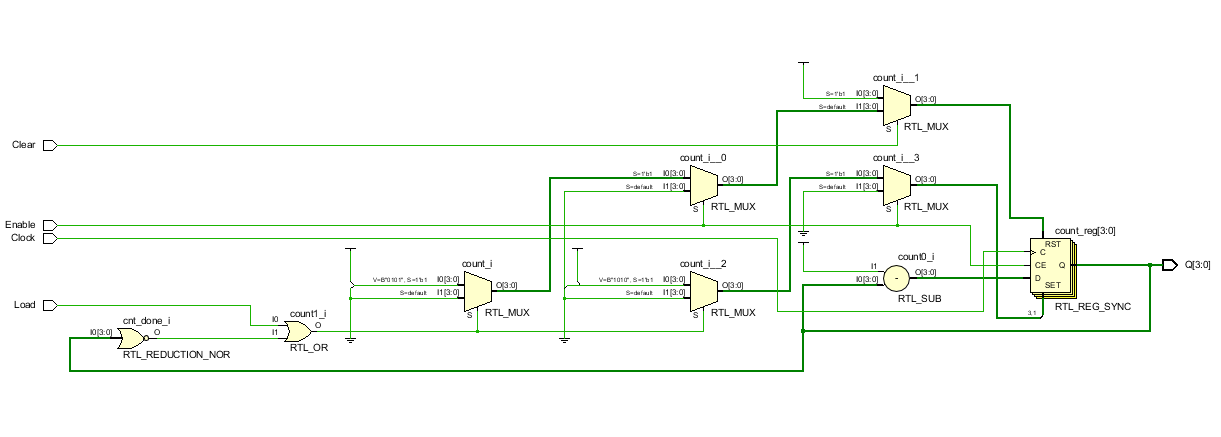 count_i__1
S=1'b1 I0[3:0]
S=default I1[3:0]
O[3:0]
S RTL_MUX
Clear
count_i__0
S=1'b1 I0[3:0]
S=default I1[3:0]
O[3:0]
S RTL_MUX
count_i__3
S=1'b1 I0[3:0]
S=default I1[3:0]
O[3:0]
S RTL_MUX
Enable
Clock
count_reg[3:0]
RST
C
CE Q
D
SET
3,1
RTL_REG_SYNC
Q[3:0]
count_i
V=B"0101", S=1'b1 I0[3:0]
S=default I1[3:0]
O[3:0]
S RTL_MUX
count_i__2
V=B"1010", S=1'b1 I0[3:0]
S=default I1[3:0]
O[3:0]
S RTL_MUX
count0_i
I1
I0[3:0]
-
O[3:0]
RTL_SUB
Load
cnt_done_i
I0[3:0] O
RTL_REDUCTION_NOR
count1_i
I0
I1
O
RTL_OR